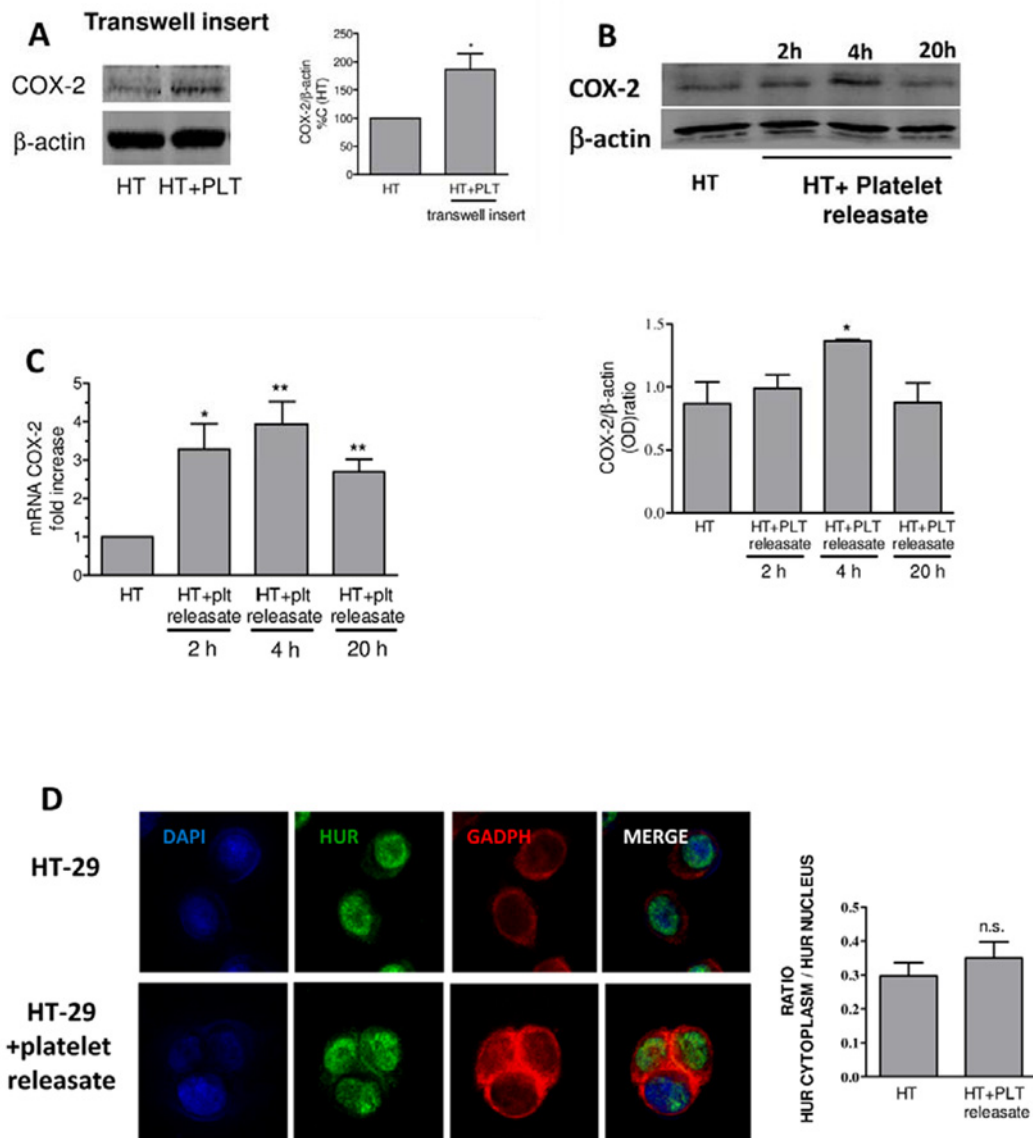 A
Transwell insert
COX-2
β-actin
HT HT+PLT
COX-2/β-actin
%C (HT)
250
200
150
100
50
0
*
HT
HT+PLT
transwell insert
B
2h 4h 20h
COX-2
β-actin
HT
HT+ Platelet
releasate
COX-2/β-actin
(OD)ratio
1.5
1.0
0.5
0.0
*
HT HT+PLT HT+PLT HT+PLT
releasate releasate releasate
2 h 4 h 20 h
C
mRNA COX-2
fold increase
5
4
3
2
1
0
* ** **
HT HT+plt HT+plt HT+plt
releasate releasate releasate
2 h 4 h 20 h
D
HT-29
DAPI HUR GADPH MERGE
HT-29
+platelet
releasate
RATIO
HUR CYTOPLASM / HUR NUCLEUS
0.5
0.4
0.3
0.2
0.1
0.0
n.s.
HT HT+PLT
releasate